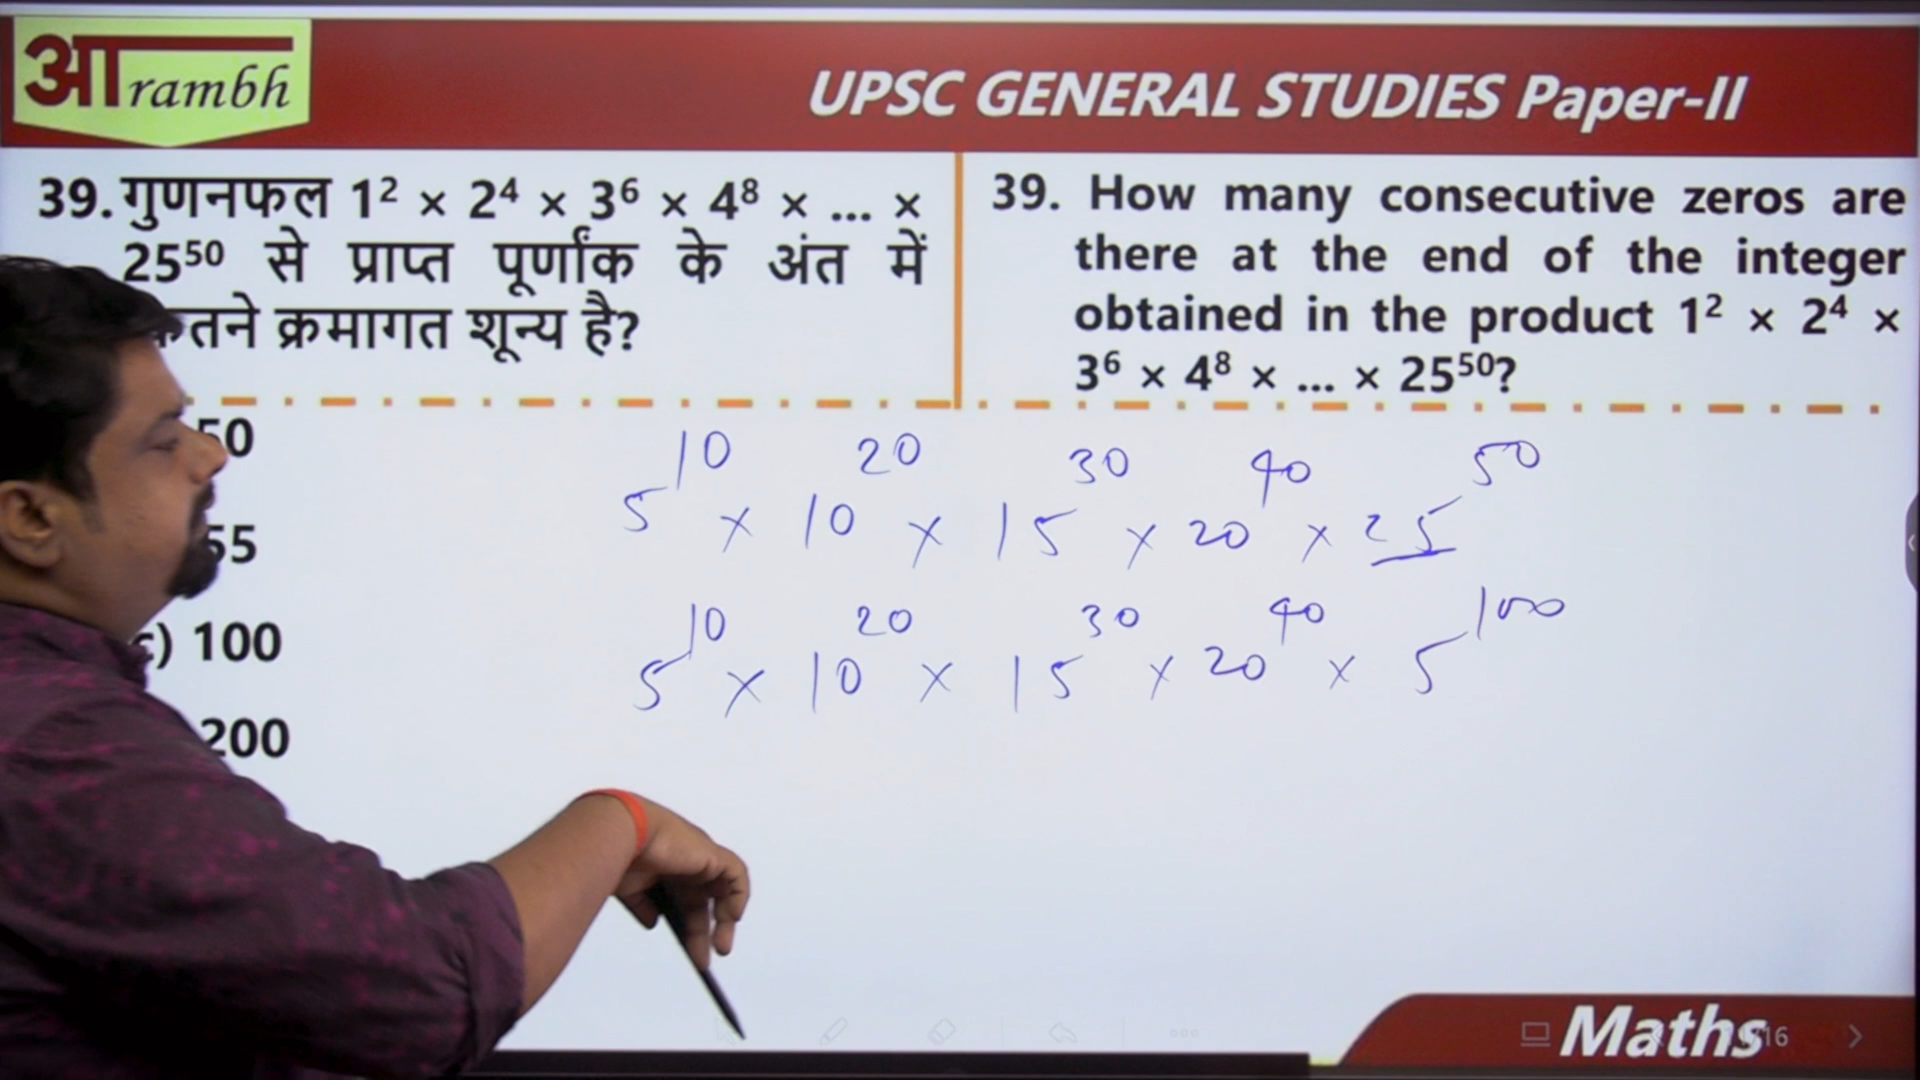 आrambh
UPSC GENERAL STUDIES Paper-II
39. गुणनफल 1² × 2⁴ × 3⁶ × 4⁸ × ... ×
25⁵⁰ से प्राप्त पूर्णांक के अंत में
तने क्रमागत शून्य है?
39. How many consecutive zeros are
there at the end of the integer
obtained in the product 1² × 2⁴ ×
3⁶ × 4⁸ × ... × 25⁵⁰?
50
55
c) 100
200
5¹⁰ × 10²⁰ × 15³⁰ × 20⁴⁰ × 25⁵⁰
5¹⁰ × 10²⁰ × 15³⁰ × 20⁴⁰ × 5¹⁰⁰
Maths